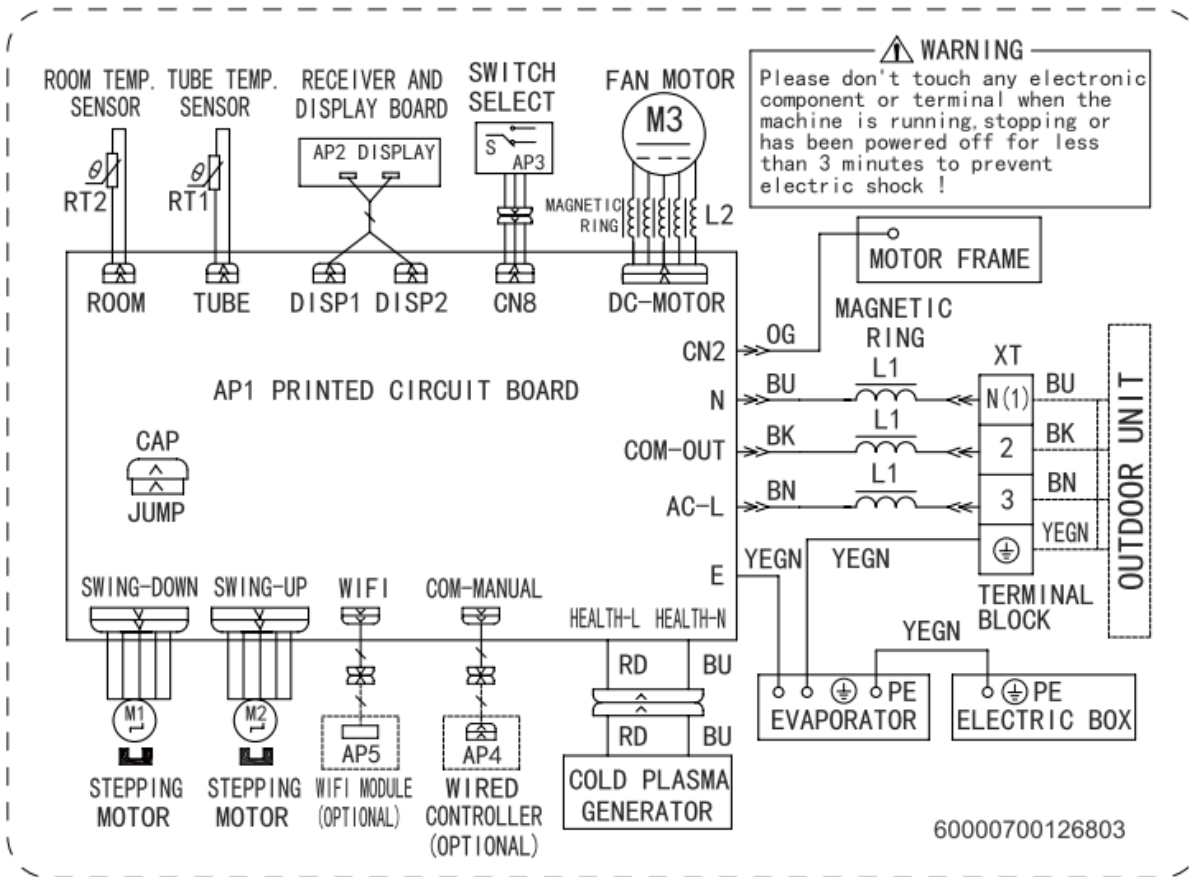 WARNING
Please don't touch any electronic
component or terminal when the
machine is running,stopping or
has been powered off for less
than 3 minutes to prevent
electric shock !
ROOM TEMP.
SENSOR
θ
RT2
TUBE TEMP.
SENSOR
θ
RT1
RECEIVER AND
DISPLAY BOARD
AP2 DISPLAY
SWITCH
SELECT
S
AP3
FAN MOTOR
M3
MAGNETIC
RING
L2
MOTOR FRAME
ROOM
TUBE
DISP1
DISP2
CN8
DC-MOTOR
MAGNETIC
RING
CN2
OG
XT
OUTDOOR UNIT
AP1 PRINTED CIRCUIT BOARD
N
BU
L1
N(1)
BU
COM-OUT
BK
L1
2
BK
AC-L
BN
L1
3
BN
CAP
JUMP
E
YEGN
YEGN
YEGN
TERMINAL
BLOCK
SWING-DOWN
SWING-UP
WIFI
COM-MANUAL
HEALTH-L
HEALTH-N
YEGN
RD
BU
PE
EVAPORATOR
PE
ELECTRIC BOX
M1
M2
AP5
AP4
RD
BU
STEPPING
MOTOR
STEPPING
MOTOR
WIFI MODULE
(OPTIONAL)
WIRED
CONTROLLER
(OPTIONAL)
COLD PLASMA
GENERATOR
60000700126803